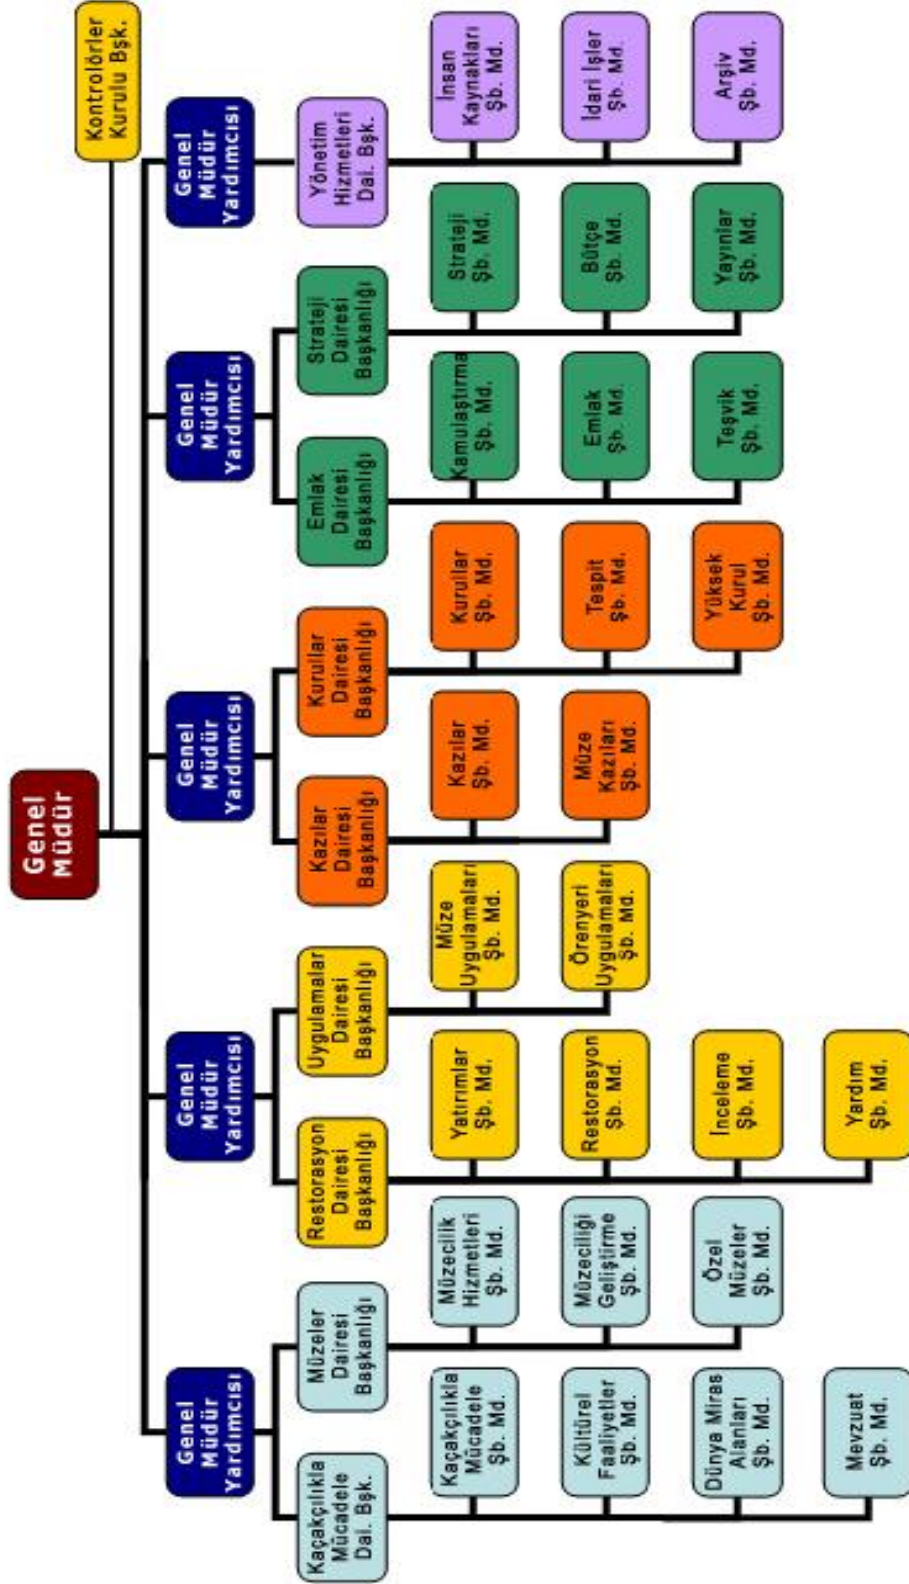 Genel
Müdür
Kontrolörler
Kurulu Bşk.
Genel
Müdür
Yardımcısı
Genel
Müdür
Yardımcısı
Genel
Müdür
Yardımcısı
Genel
Müdür
Yardımcısı
Genel
Müdür
Yardımcısı
Kaçakçılıkla
Mücadele
Dai. Bşk.
Müzeler
Dairesi
Başkanlığı
Restorasyon
Dairesi
Başkanlığı
Uygulamalar
Dairesi
Başkanlığı
Kazılar
Dairesi
Başkanlığı
Kurullar
Dairesi
Başkanlığı
Emlak
Dairesi
Başkanlığı
Strateji
Dairesi
Başkanlığı
Yönetim
Hizmetleri
Dai. Bşk.
Kaçakçılıkla
Mücadele
Şb. Md.
Müzecilik
Hizmetleri
Şb. Md.
Yatırımlar
Şb. Md.
Müze
Uygulamaları
Şb. Md.
Kazılar
Şb. Md.
Kurullar
Şb. Md.
Kamulaştırma
Şb. Md.
Strateji
Şb. Md.
İnsan
Kaynakları
Şb. Md.
Kültürel
Faaliyetler
Şb. Md.
Müzeciliği
Geliştirme
Şb. Md.
Restorasyon
Şb. Md.
Örenyeri
Uygulamaları
Şb. Md.
Müze
Kazıları
Şb. Md.
Tespit
Şb. Md.
Emlak
Şb. Md.
Bütçe
Şb. Md.
İdari İşler
Şb. Md.
Dünya Miras
Alanları
Şb. Md.
Özel
Müzeler
Şb. Md.
İnceleme
Şb. Md.
Yüksek
Kurul
Şb. Md.
Teşvik
Şb. Md.
Yayınlar
Şb. Md.
Arşiv
Şb. Md.
Mevzuat
Şb. Md.
Yardım
Şb. Md.